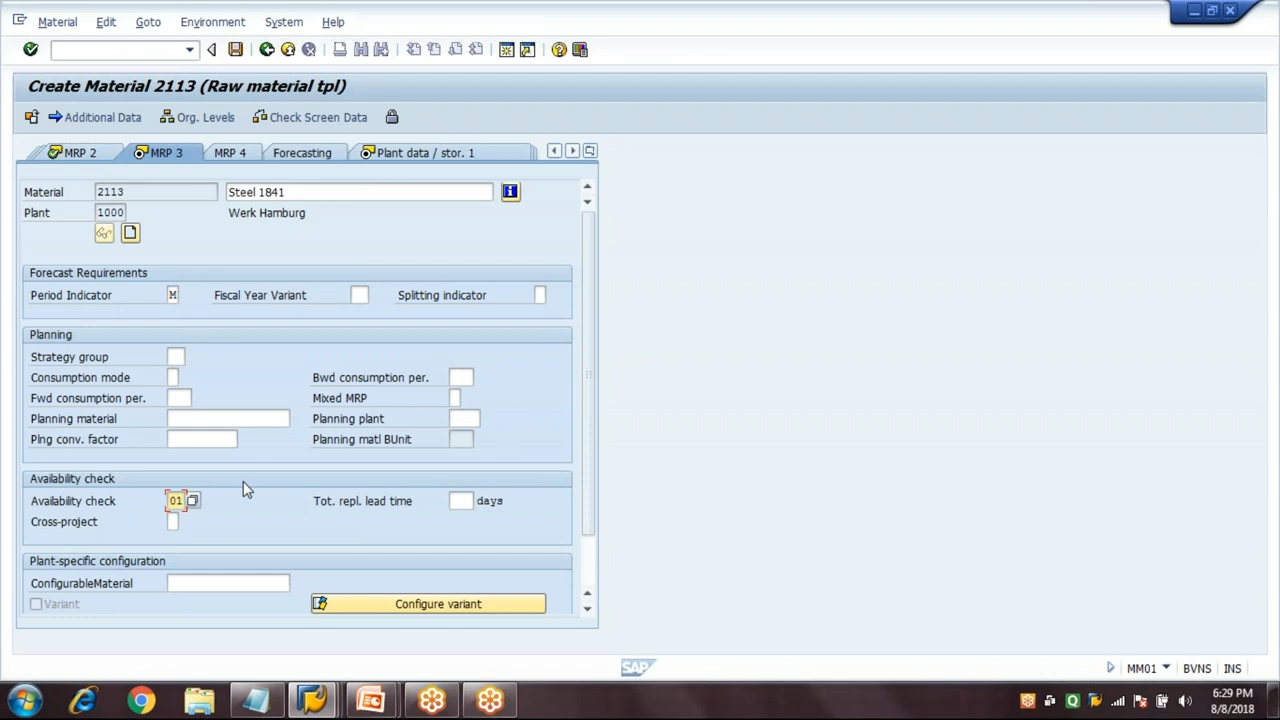 Material Edit Goto Environment System Help
Create Material 2113 (Raw material tpl)
Additional Data Org. Levels Check Screen Data
MRP 2 MRP 3 MRP 4 Forecasting Plant data / stor. 1
Material 2113 Steel 1841
Plant 1000 Werk Hamburg
Forecast Requirements
Period Indicator M Fiscal Year Variant Splitting indicator
Planning
Strategy group
Consumption mode Bwd consumption per.
Fwd consumption per. Mixed MRP
Planning material Planning plant
Plng conv. factor Planning matl BUnit
Availability check
Availability check 01 Tot. repl. lead time days
Cross-project
Plant-specific configuration
ConfigurableMaterial
Variant Configure variant
SAP MM01 BVNS INS
6:29 PM
8/8/2018